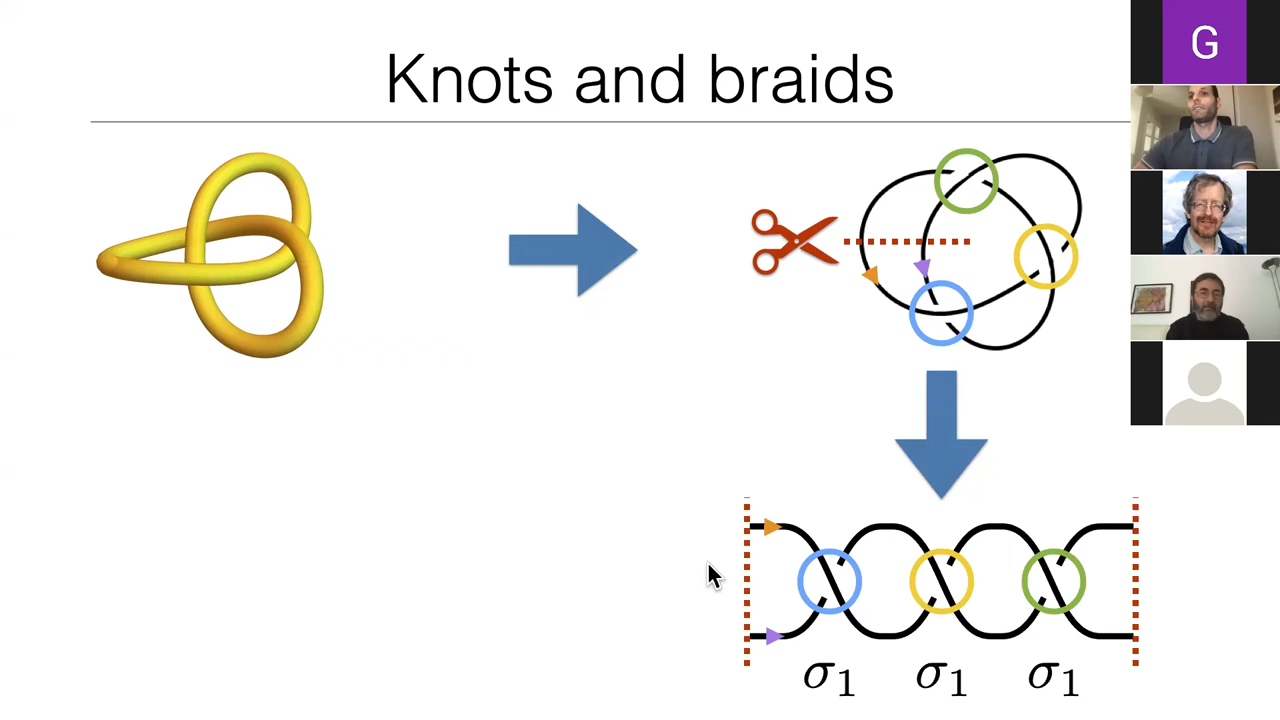 Knots and braids
G
σ₁ σ₁ σ₁